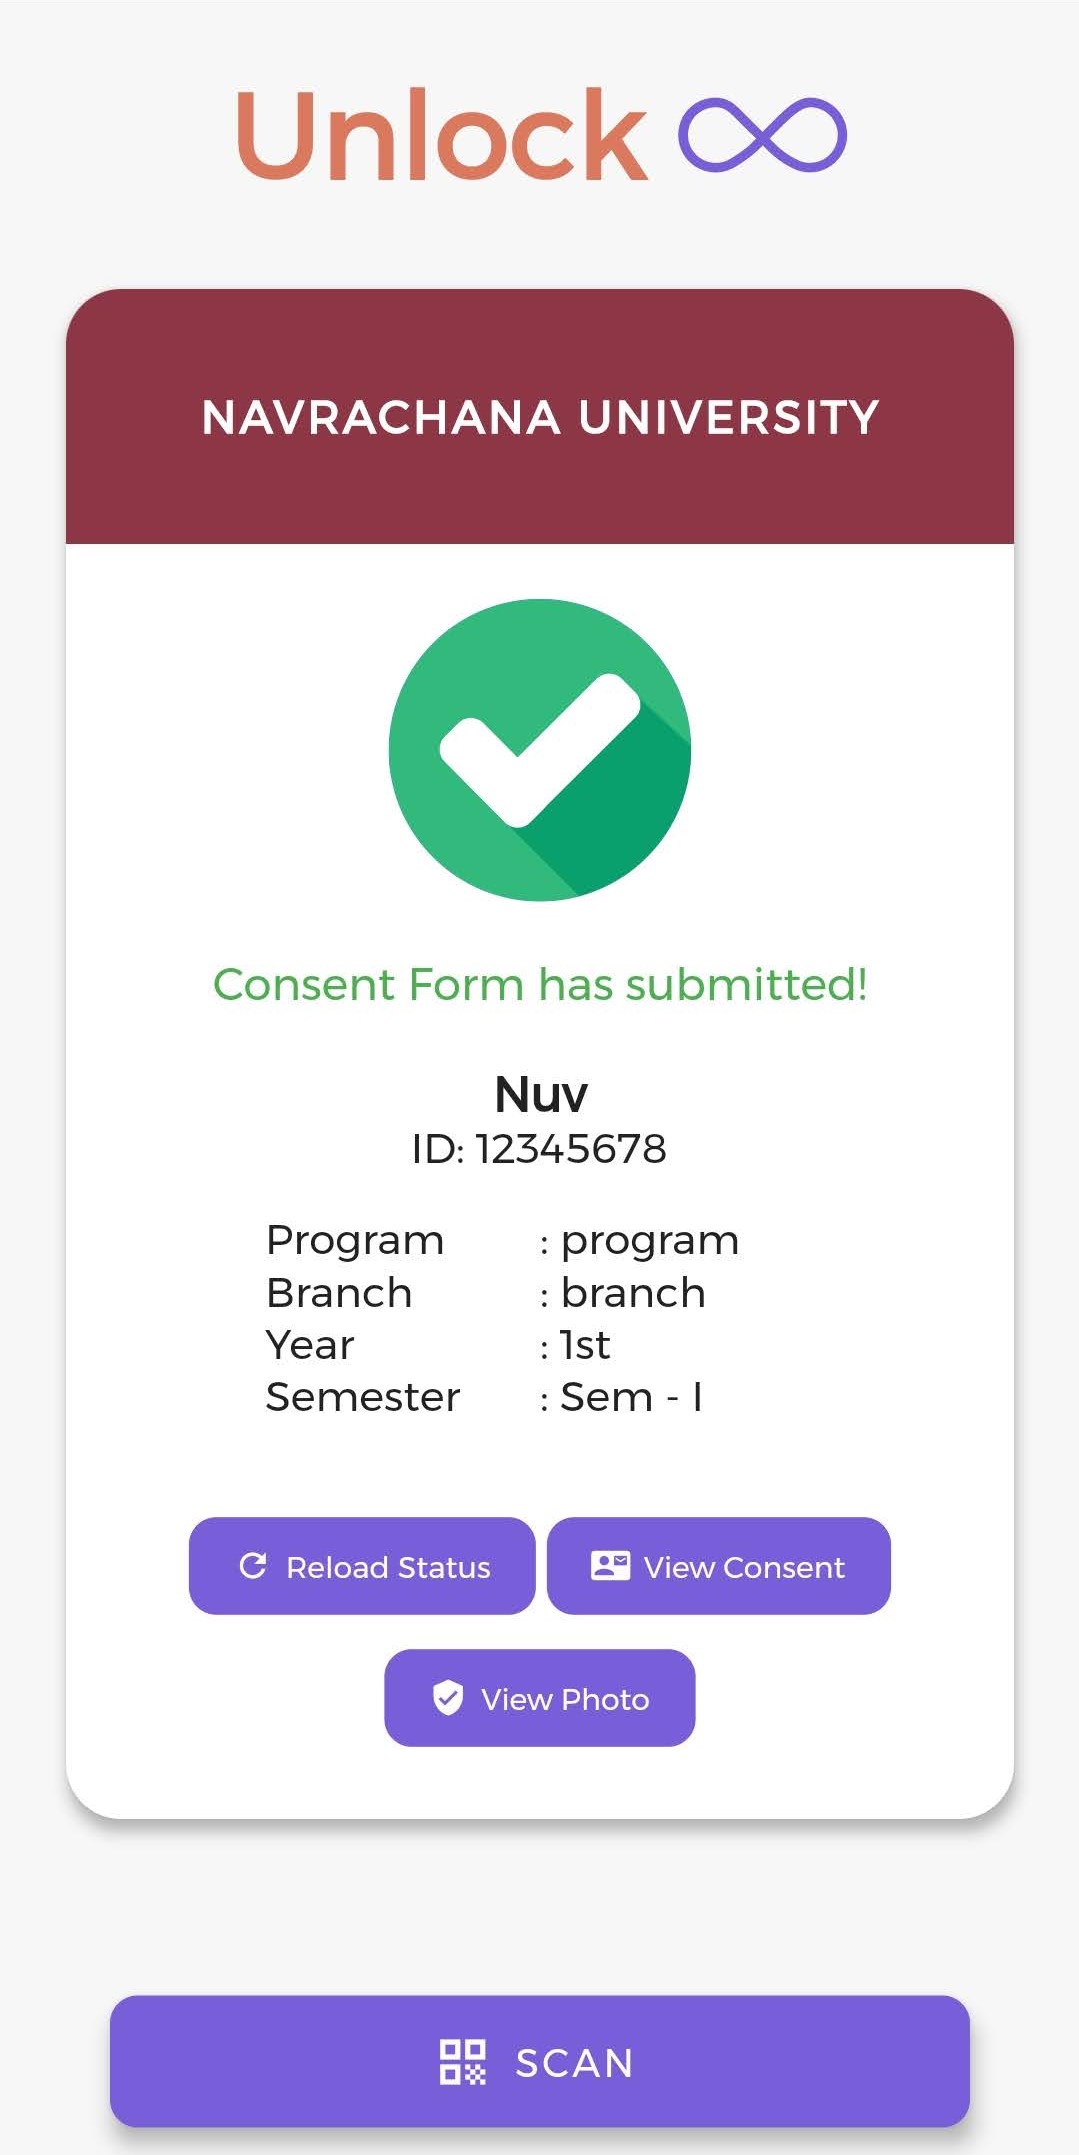 Unlock
NAVRACHANA UNIVERSITY
Consent Form has submitted!
Nuv
ID: 12345678
Program : program
Branch : branch
Year : 1st
Semester : Sem - I
Reload Status View Consent
View Photo
SCAN